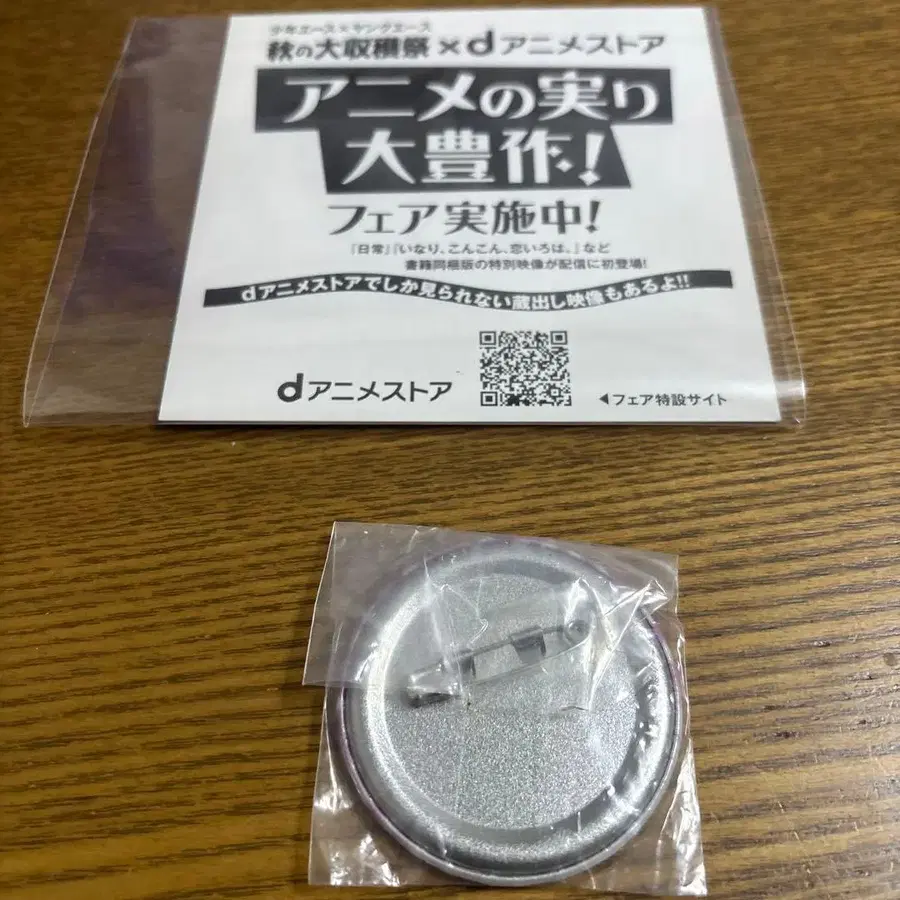 少年エース×ヤングエース
秋の大収穫祭×dアニメストア
アニメの実り
大豊作!
フェア実施中!
『日常』『いなり、こんこん、恋いろは。』など
書籍同梱版の特別映像が配信に初登場!
dアニメストアでしか見られない蔵出し映像もあるよ!!
dアニメストア
◀フェア特設サイト